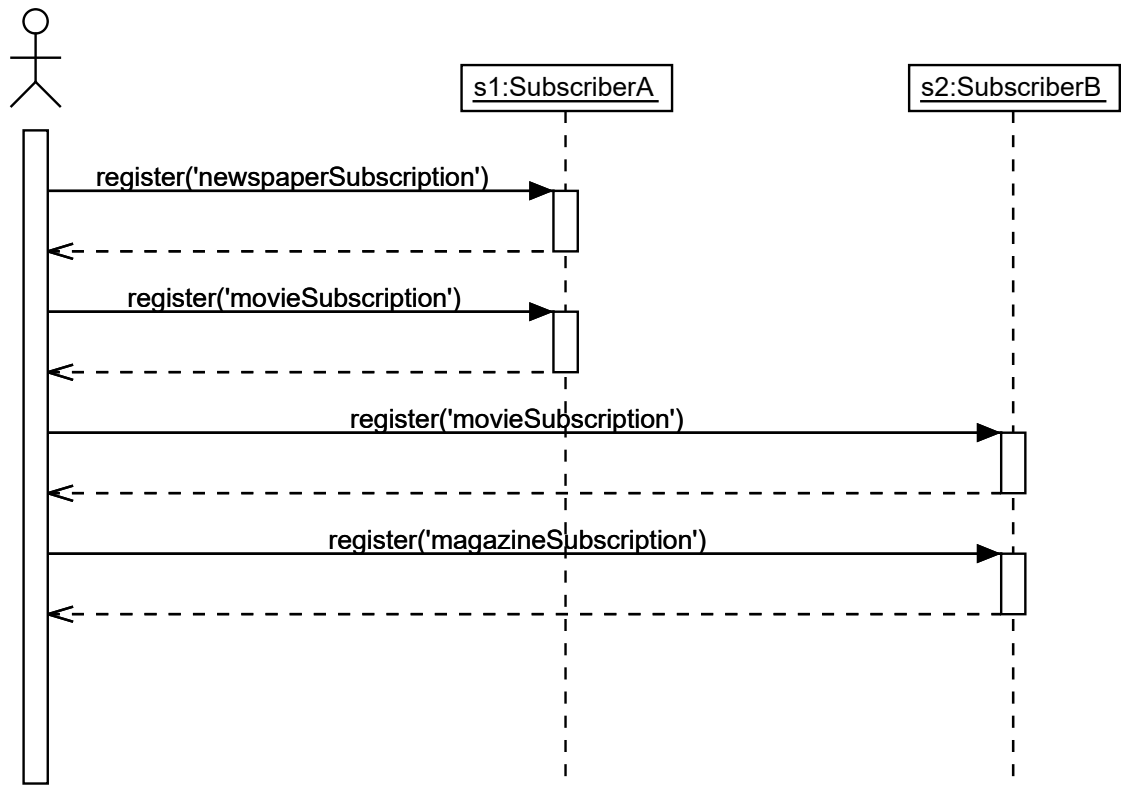 s1:SubscriberA
s2:SubscriberB
register('newspaperSubscription')
register('movieSubscription')
register('movieSubscription')
register('magazineSubscription')